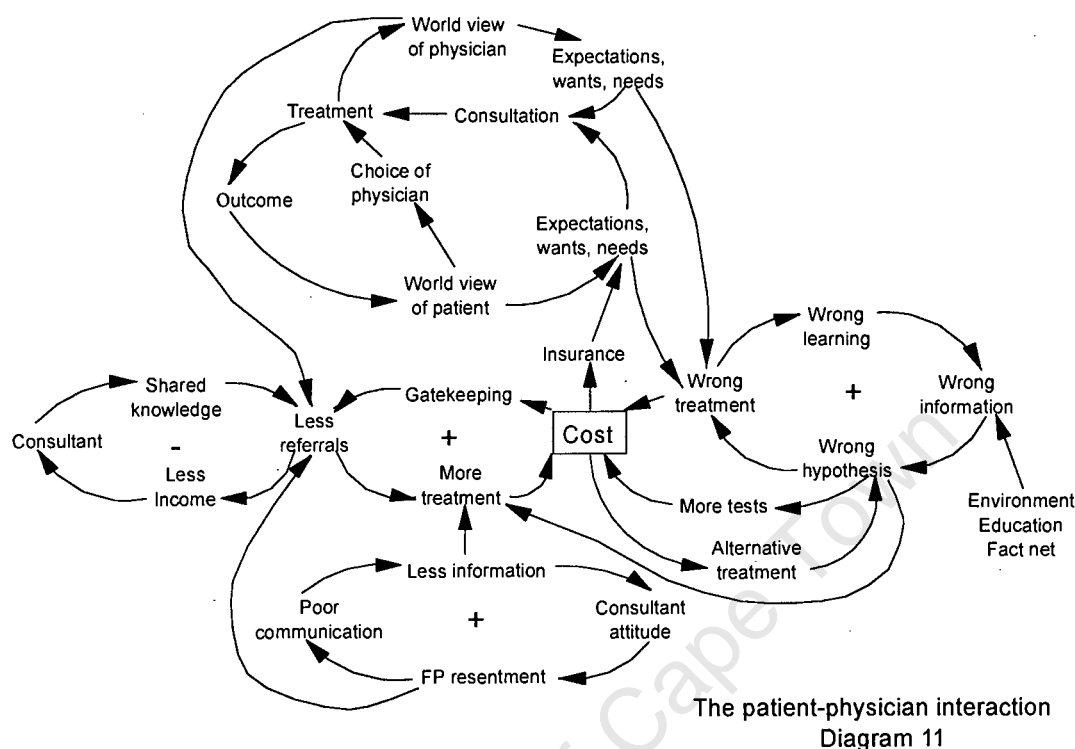 World view
of physician
Expectations,
wants, needs
Treatment
Consultation
Choice of
physician
Outcome
Expectations,
wants, needs
World view
of patient
Wrong
learning
Insurance
Shared
knowledge
Gatekeeping
Wrong
treatment
+
Wrong
information
Consultant
-
Less
referrals
+
Cost
Less
Income
More
treatment
Wrong
hypothesis
More tests
Environment
Education
Fact net
Alternative
treatment
Less information
Poor
communication
+
Consultant
attitude
FP resentment
The patient-physician interaction
Diagram 11
Cape Town